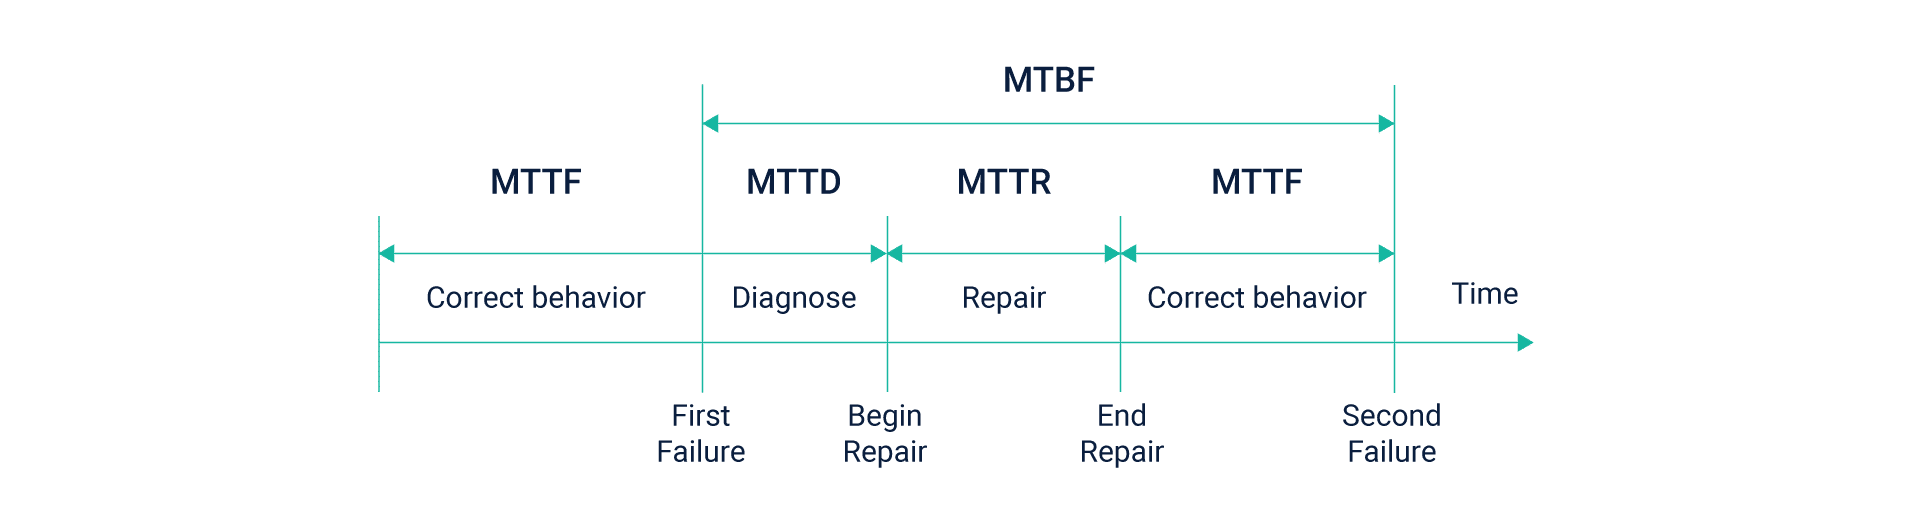 MTBF
MTTF
MTTD
MTTR
MTTF
Correct behavior
Diagnose
Repair
Correct behavior
Time
First
Failure
Begin
Repair
End
Repair
Second
Failure